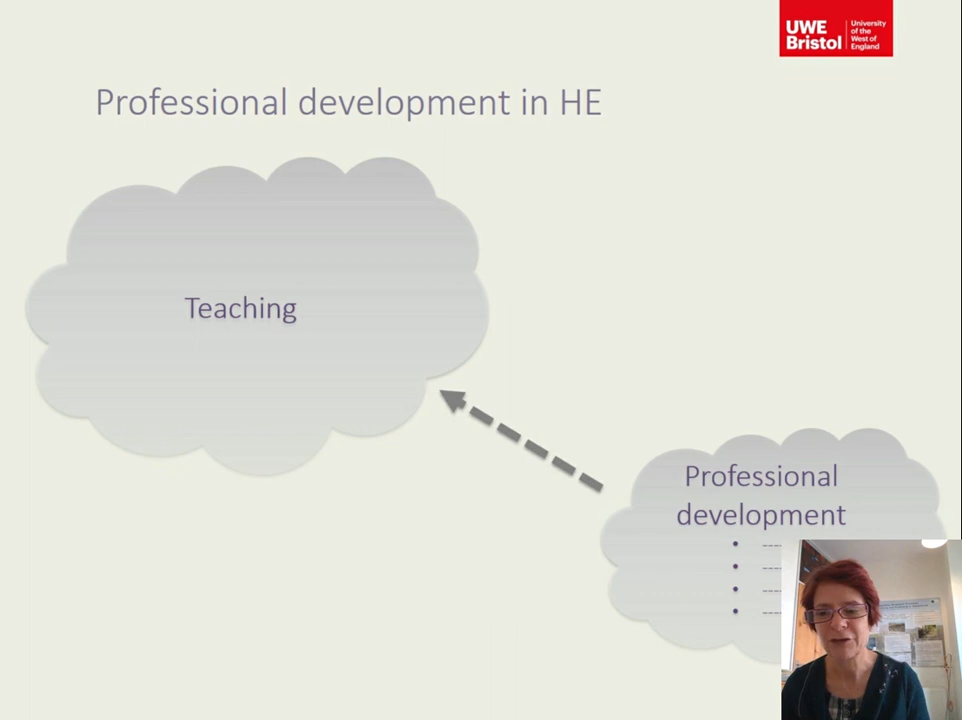 UWE
Bristol
University
of the
West of
England
Professional development in HE
Teaching
Professional
development